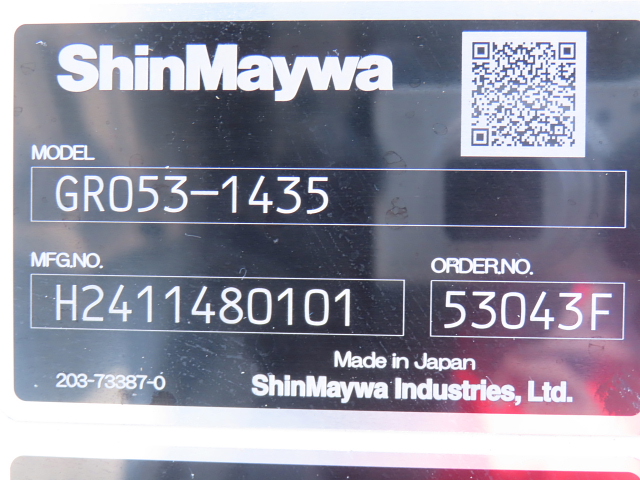 ShinMaywa
MODEL
GR053-1435
MFG.NO.
H2411480101
ORDER.NO.
53043F
Made in Japan
203-73387-0
ShinMaywa Industries, Ltd.